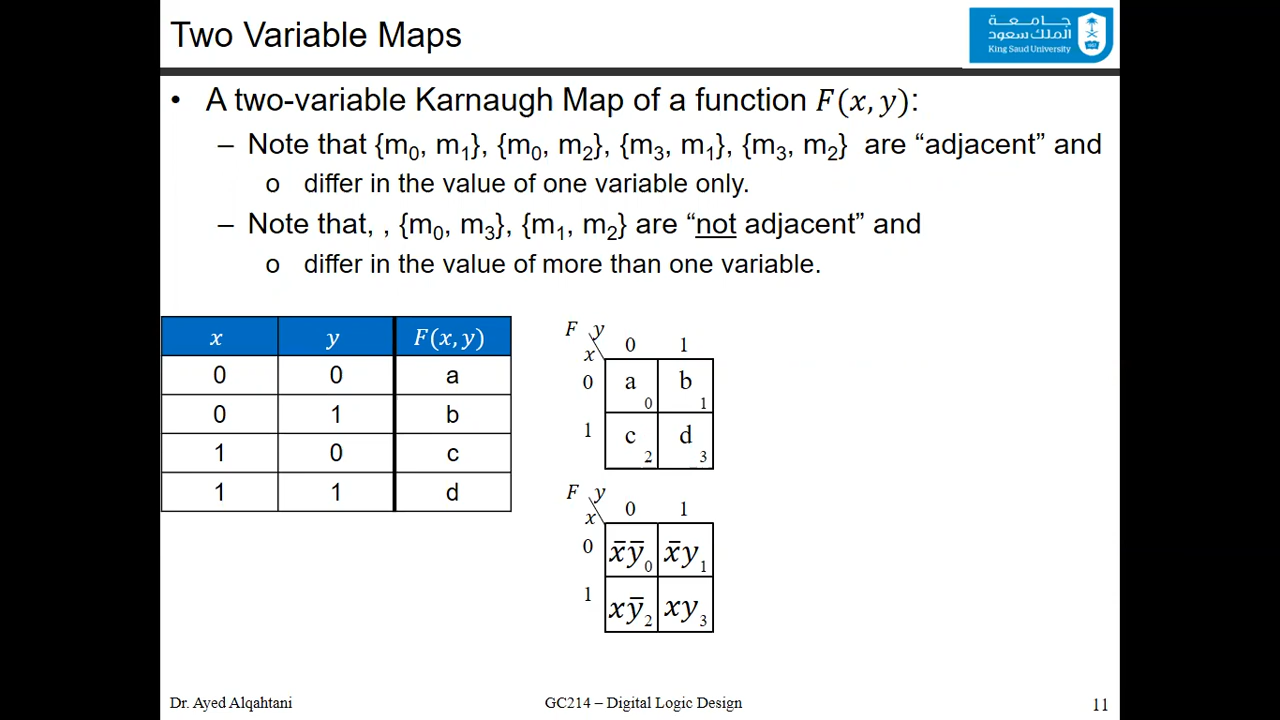 Two Variable Maps
جامعة
الملك سعود
King Saud University
• A two-variable Karnaugh Map of a function F(x, y):
– Note that {m₀, m₁}, {m₀, m₂}, {m₃, m₁}, {m₃, m₂} are “adjacent” and
o differ in the value of one variable only.
– Note that, , {m₀, m₃}, {m₁, m₂} are “not adjacent” and
o differ in the value of more than one variable.
x y F(x, y)
0 0 a
0 1 b
1 0 c
1 1 d
F y
x 0 1
0 a 0 b 1
1 c 2 d 3
F y
x 0 1
0 x̅y̅₀ x̅y₁
1 xy̅₂ xy₃
Dr. Ayed Alqahtani GC214 – Digital Logic Design 11